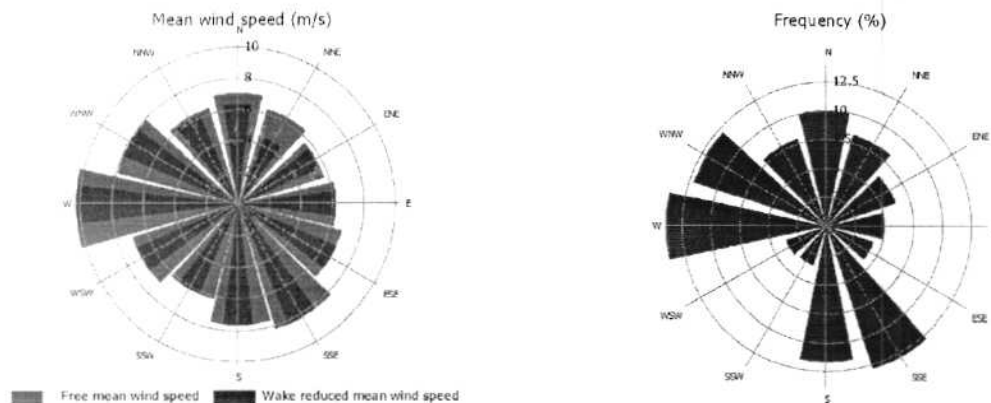 Mean wind speed (m/s)
N
10
8
NNW
NNE
WNW
ENE
W
E
WSW
ESE
SSW
SSE
S
Free mean wind speed
Wake reduced mean wind speed
Frequency (%)
N
12.5
10
NNW
NNE
WNW
ENE
W
E
WSW
ESE
SSW
SSE
S